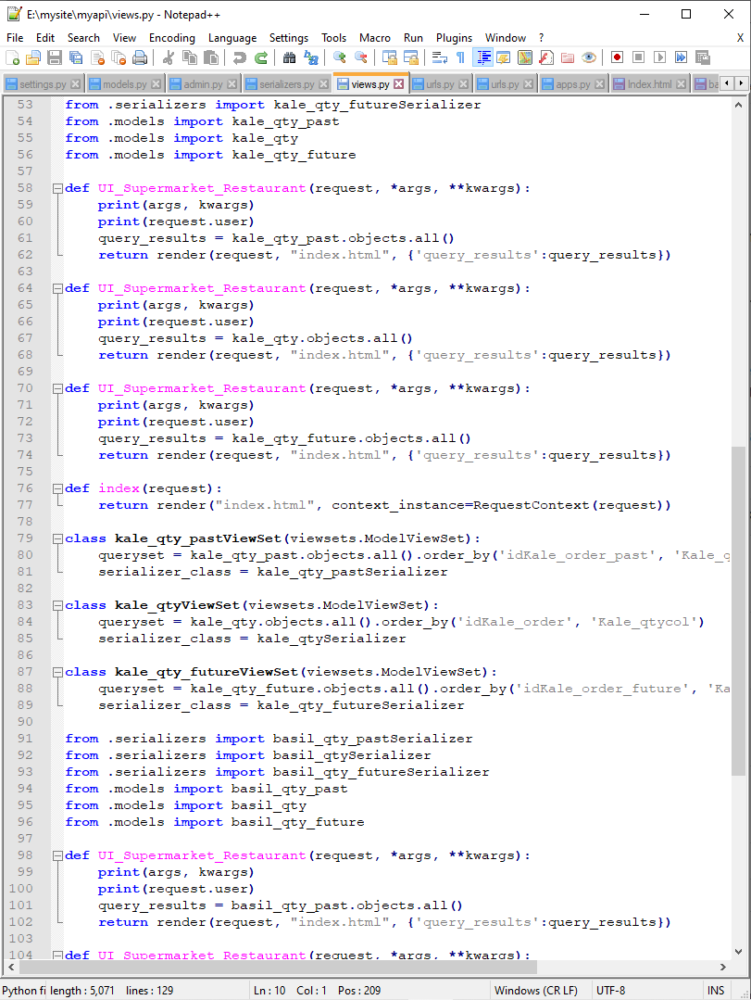 E:\mysite\myapi\views.py - Notepad++
File Edit Search View Encoding Language Settings Tools Macro Run Plugins Window ? X
settings.py models.py admin.py serializers.py views.py urls.py urls.py apps.py Index.html ba
53 from .serializers import kale_qty_futureSerializer
54 from .models import kale_qty_past
55 from .models import kale_qty
56 from .models import kale_qty_future
57
58 def UI_Supermarket_Restaurant(request, *args, **kwargs):
59 print(args, kwargs)
60 print(request.user)
61 query_results = kale_qty_past.objects.all()
62 return render(request, "index.html", {'query_results':query_results})
63
64 def UI_Supermarket_Restaurant(request, *args, **kwargs):
65 print(args, kwargs)
66 print(request.user)
67 query_results = kale_qty.objects.all()
68 return render(request, "index.html", {'query_results':query_results})
69
70 def UI_Supermarket_Restaurant(request, *args, **kwargs):
71 print(args, kwargs)
72 print(request.user)
73 query_results = kale_qty_future.objects.all()
74 return render(request, "index.html", {'query_results':query_results})
75
76 def index(request):
77 return render("index.html", context_instance=RequestContext(request))
78
79 class kale_qty_pastViewSet(viewsets.ModelViewSet):
80 queryset = kale_qty_past.objects.all().order_by('idKale_order_past', 'Kale_q
81 serializer_class = kale_qty_pastSerializer
82
83 class kale_qtyViewSet(viewsets.ModelViewSet):
84 queryset = kale_qty.objects.all().order_by('idKale_order', 'Kale_qtycol')
85 serializer_class = kale_qtySerializer
86
87 class kale_qty_futureViewSet(viewsets.ModelViewSet):
88 queryset = kale_qty_future.objects.all().order_by('idKale_order_future', 'Ka
89 serializer_class = kale_qty_futureSerializer
90
91 from .serializers import basil_qty_pastSerializer
92 from .serializers import basil_qtySerializer
93 from .serializers import basil_qty_futureSerializer
94 from .models import basil_qty_past
95 from .models import basil_qty
96 from .models import basil_qty_future
97
98 def UI_Supermarket_Restaurant(request, *args, **kwargs):
99 print(args, kwargs)
100 print(request.user)
101 query_results = basil_qty_past.objects.all()
102 return render(request, "index.html", {'query_results':query_results})
103
104 def UI_Supermarket_Restaurant(request, *args, **kwargs):
Python fi length : 5,071 lines : 129 Ln : 10 Col : 1 Pos : 209 Windows (CR LF) UTF-8 INS